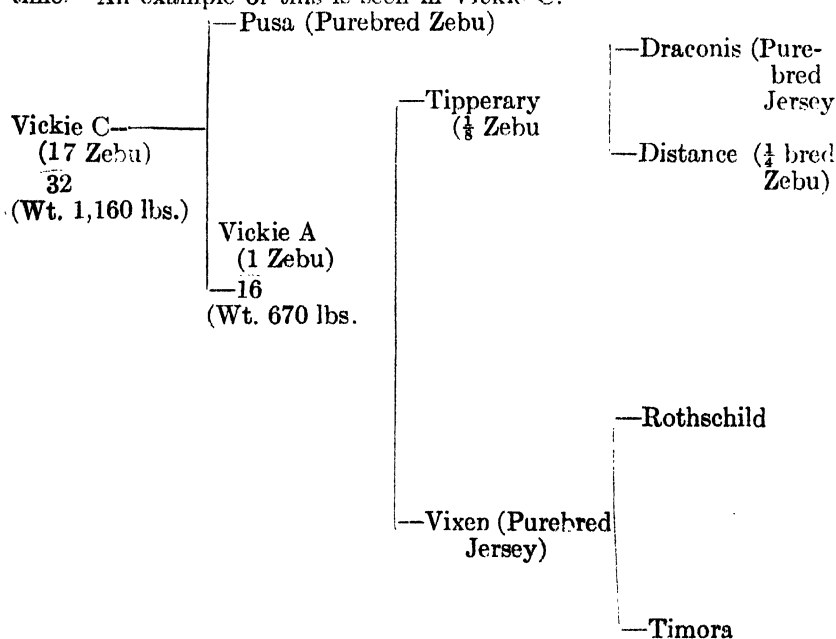 time. An example of this is seen in Vickie C.
—Pusa (Purebred Zebu)
—Draconis (Pure-
bred
Jersey
—Tipperary
(⅛ Zebu
Vickie C—
(17 Zebu)
32
(Wt. 1,160 lbs.)
—Distance (¼ bred
Zebu)
Vickie A
(1 Zebu)
—16
(Wt. 670 lbs.
—Rothschild
—Vixen (Purebred
Jersey)
—Timora